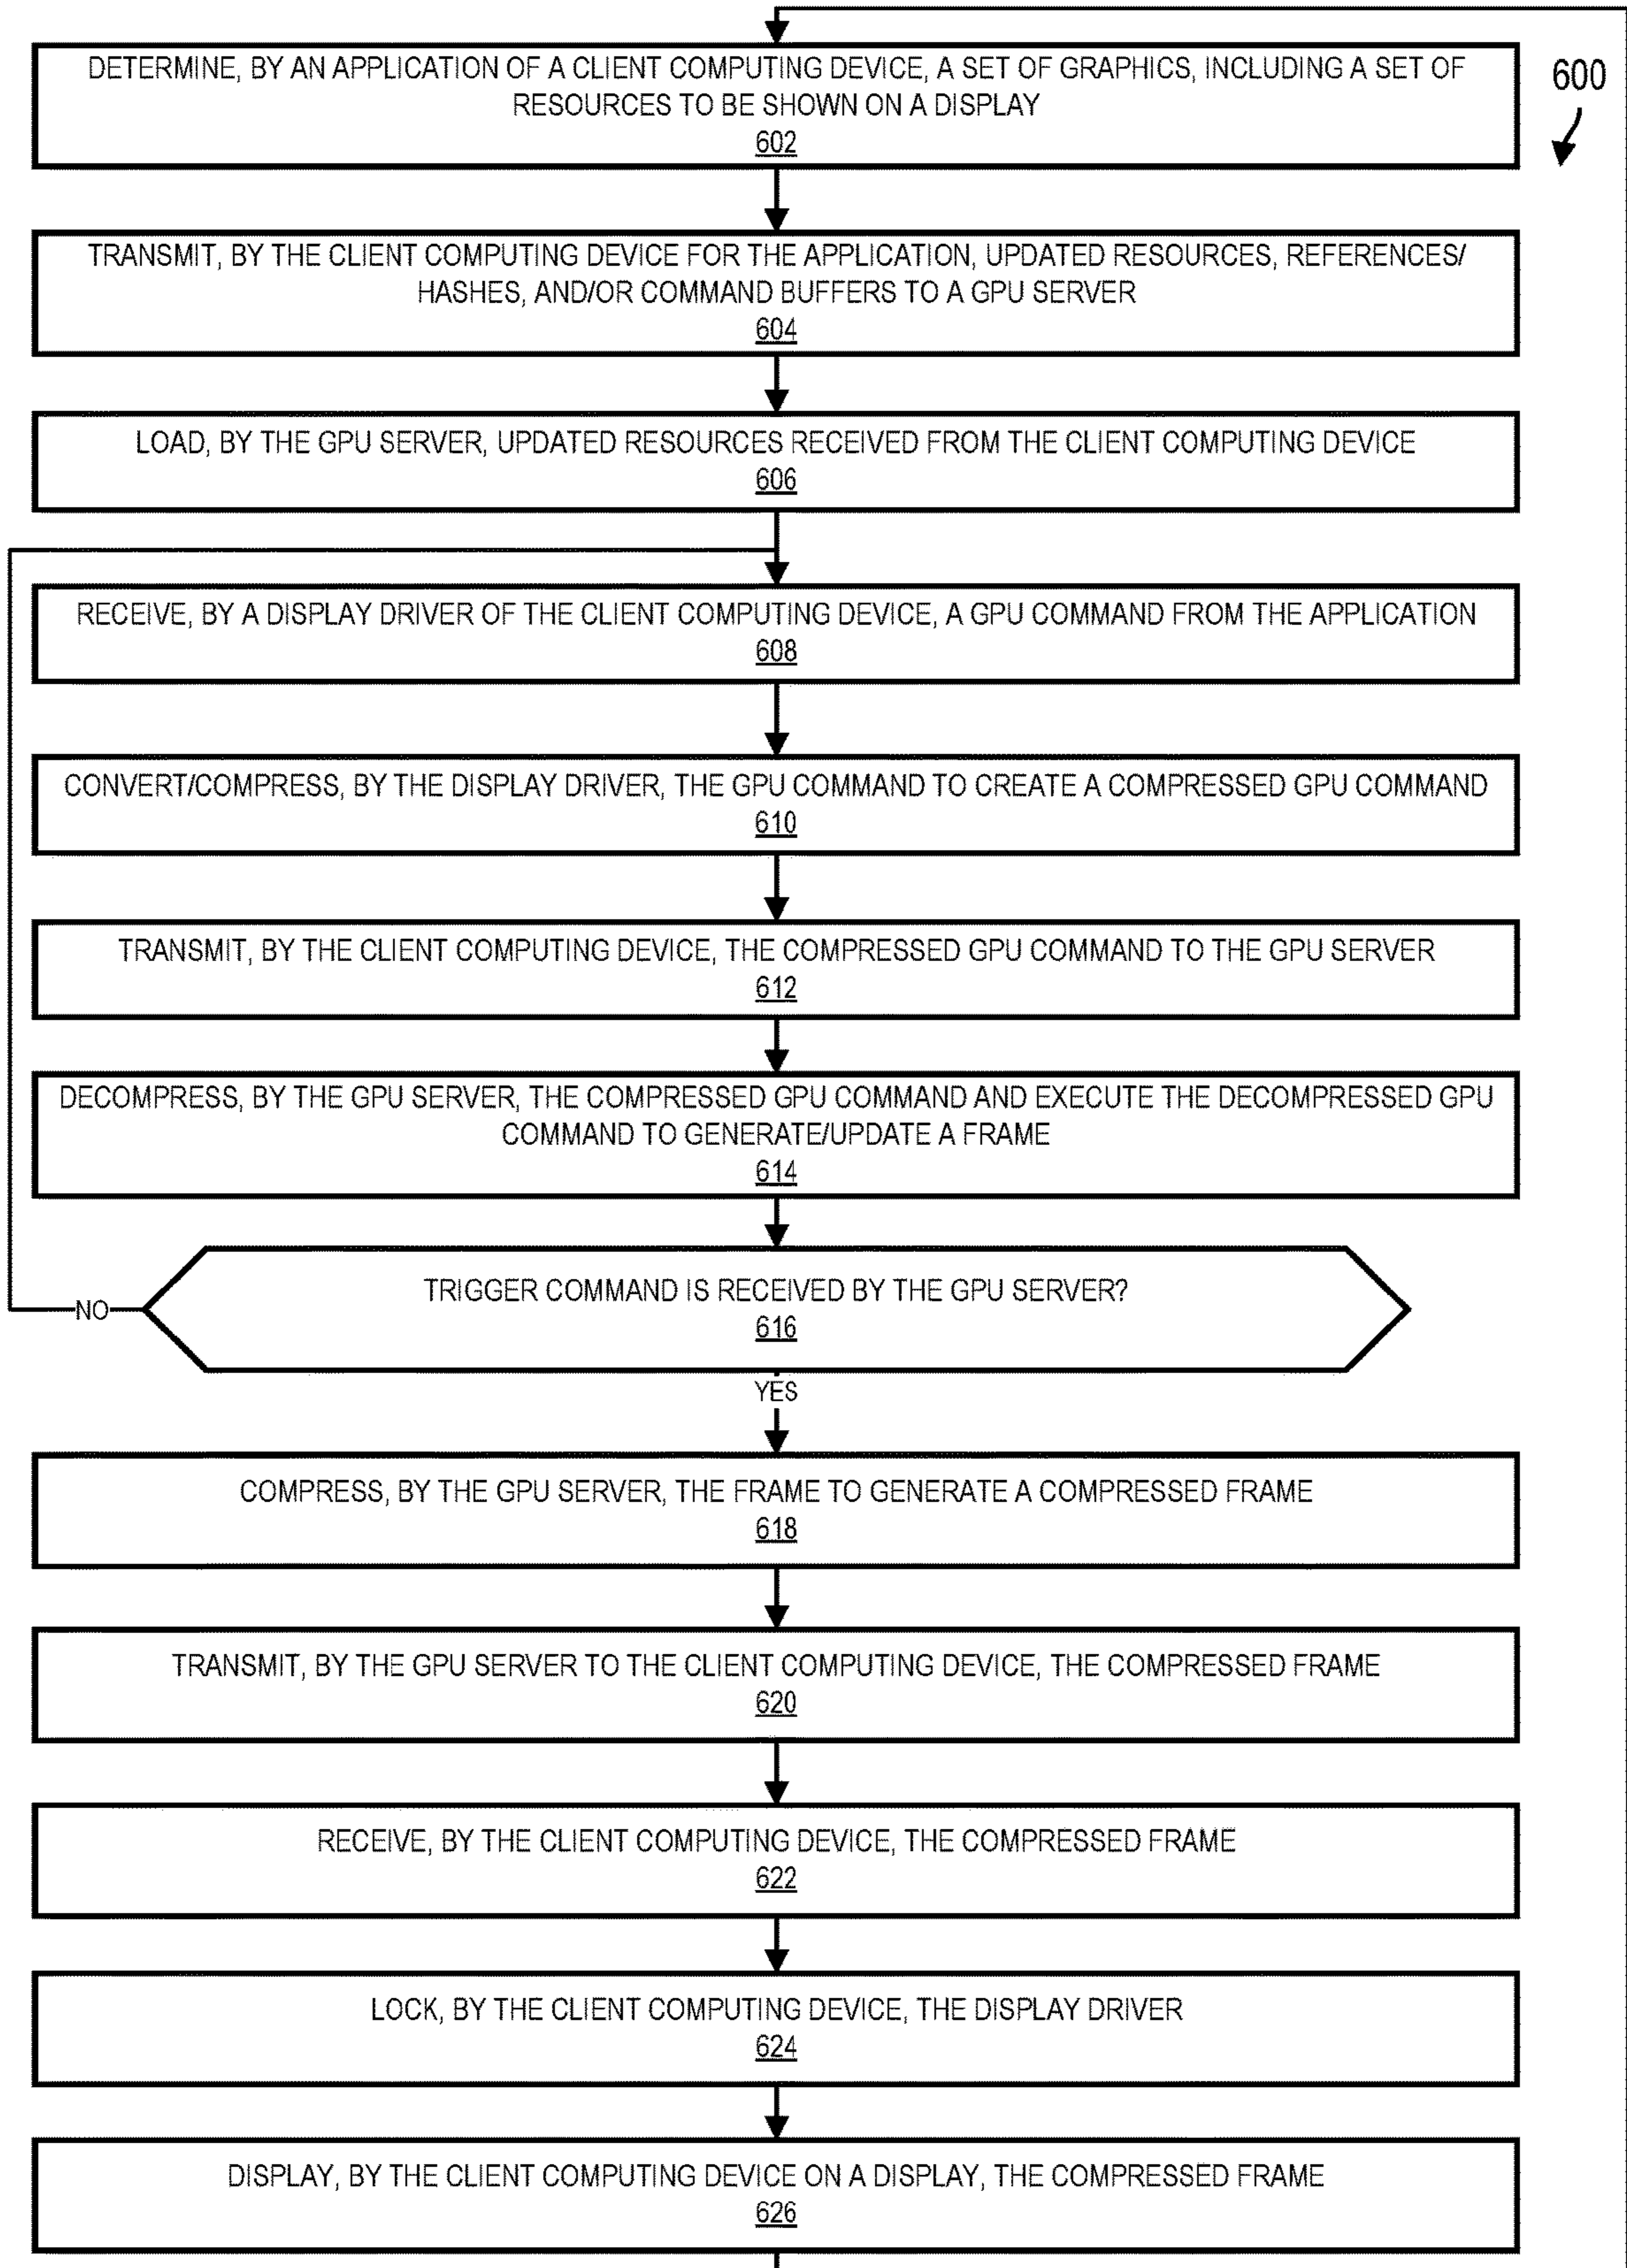 DETERMINE, BY AN APPLICATION OF A CLIENT COMPUTING DEVICE, A SET OF GRAPHICS, INCLUDING A SET OF
RESOURCES TO BE SHOWN ON A DISPLAY
602
600
TRANSMIT, BY THE CLIENT COMPUTING DEVICE FOR THE APPLICATION, UPDATED RESOURCES, REFERENCES/
HASHES, AND/OR COMMAND BUFFERS TO A GPU SERVER
604
LOAD, BY THE GPU SERVER, UPDATED RESOURCES RECEIVED FROM THE CLIENT COMPUTING DEVICE
606
RECEIVE, BY A DISPLAY DRIVER OF THE CLIENT COMPUTING DEVICE, A GPU COMMAND FROM THE APPLICATION
608
CONVERT/COMPRESS, BY THE DISPLAY DRIVER, THE GPU COMMAND TO CREATE A COMPRESSED GPU COMMAND
610
TRANSMIT, BY THE CLIENT COMPUTING DEVICE, THE COMPRESSED GPU COMMAND TO THE GPU SERVER
612
DECOMPRESS, BY THE GPU SERVER, THE COMPRESSED GPU COMMAND AND EXECUTE THE DECOMPRESSED GPU
COMMAND TO GENERATE/UPDATE A FRAME
614
TRIGGER COMMAND IS RECEIVED BY THE GPU SERVER?
616
NO
YES
COMPRESS, BY THE GPU SERVER, THE FRAME TO GENERATE A COMPRESSED FRAME
618
TRANSMIT, BY THE GPU SERVER TO THE CLIENT COMPUTING DEVICE, THE COMPRESSED FRAME
620
RECEIVE, BY THE CLIENT COMPUTING DEVICE, THE COMPRESSED FRAME
622
LOCK, BY THE CLIENT COMPUTING DEVICE, THE DISPLAY DRIVER
624
DISPLAY, BY THE CLIENT COMPUTING DEVICE ON A DISPLAY, THE COMPRESSED FRAME
626